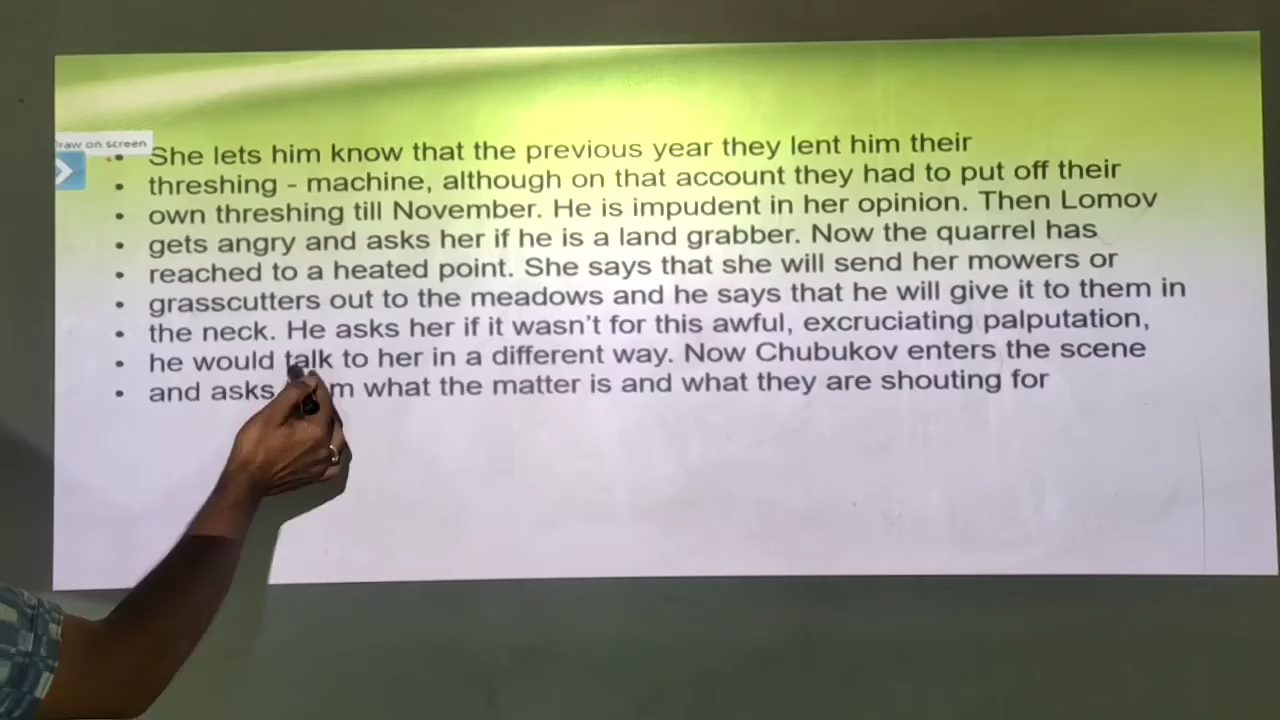 Draw on screen
• She lets him know that the previous year they lent him their
• threshing - machine, although on that account they had to put off their
• own threshing till November. He is impudent in her opinion. Then Lomov
• gets angry and asks her if he is a land grabber. Now the quarrel has
• reached to a heated point. She says that she will send her mowers or
• grasscutters out to the meadows and he says that he will give it to them in
• the neck. He asks her if it wasn't for this awful, excruciating palputation,
• he would talk to her in a different way. Now Chubukov enters the scene
• and asks what the matter is and what they are shouting for